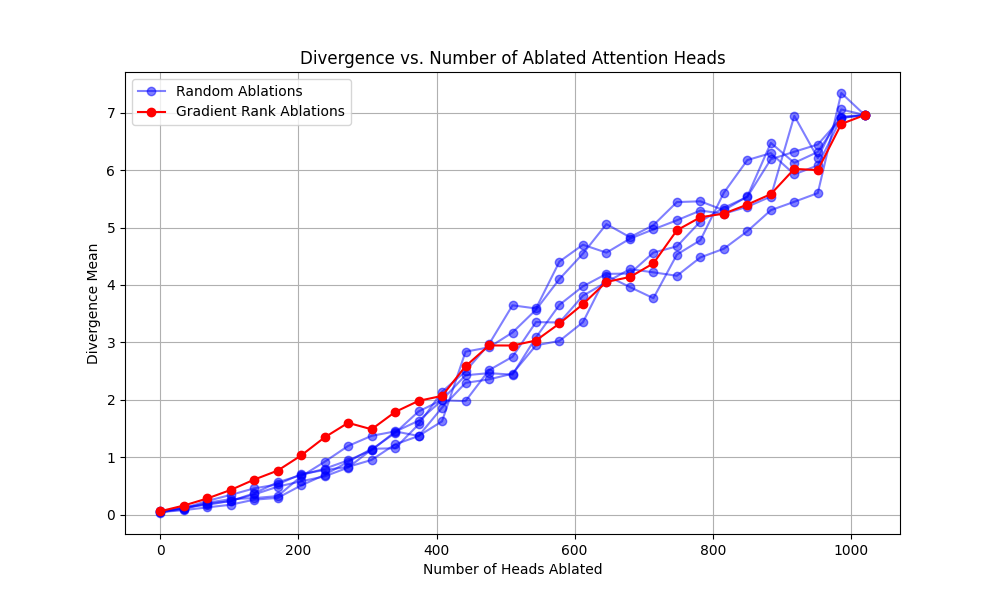 Divergence vs. Number of Ablated Attention Heads
Random Ablations
Gradient Rank Ablations
Divergence Mean
7
6
5
4
3
2
1
0
0 200 400 600 800 1000
Number of Heads Ablated